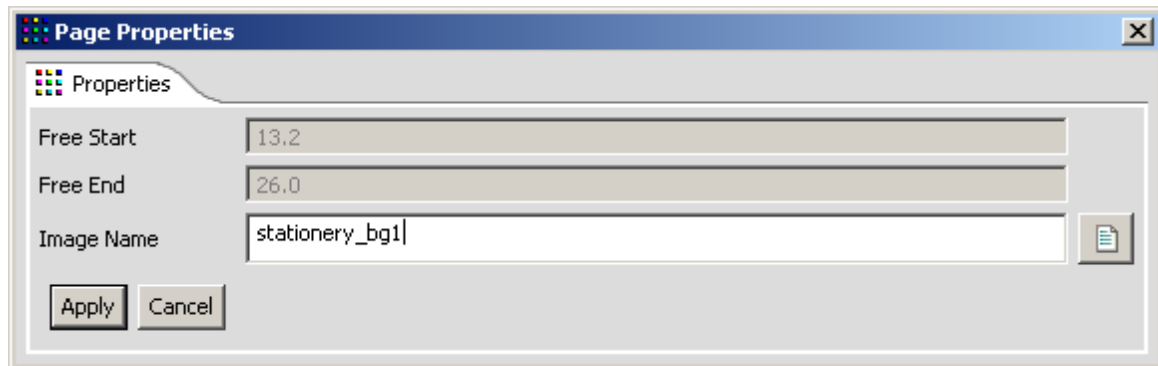 Page Properties
Properties
Free Start 13.2
Free End 26.0
Image Name stationery_bg1
Apply Cancel